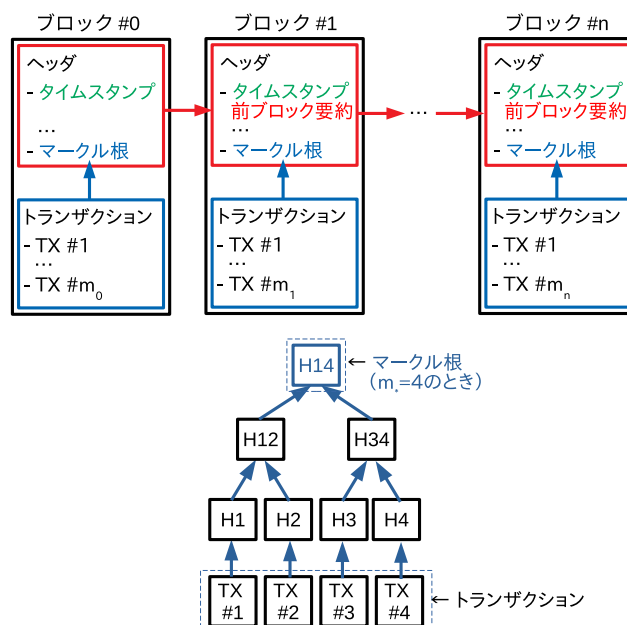 ブロック #0
ヘッダ
- タイムスタンプ
...
- マークル根
トランザクション
- TX #1
...
- TX #m0
ブロック #1
ヘッダ
- タイムスタンプ
前ブロック要約
...
- マークル根
トランザクション
- TX #1
...
- TX #m1
...
ブロック #n
ヘッダ
- タイムスタンプ
前ブロック要約
...
- マークル根
トランザクション
- TX #1
...
- TX #mn
H14
←マークル根
(m*=4のとき)
H12 H34
H1 H2 H3 H4
TX TX TX TX
#1 #2 #3 #4
←トランザクション